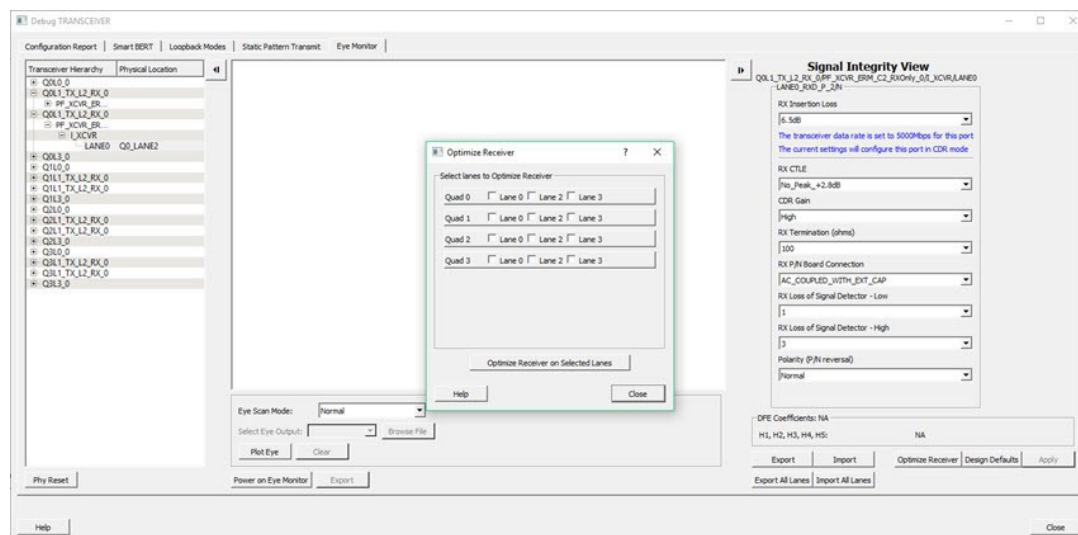 Debug TRANSCEIVER
Configuration Report Smart BERT Loopback Modes Static Pattern Transmit Eye Monitor
Transceiver Hierarchy Physical Location
Q0L0_0
Q0L1_TX_L2_RX_0
PF_XCVR_ER...
Q0L1_TX_L2_RX_0
PF_XCVR_ER...
I_XCVR
LANE0 Q0_LANE2
Q0L3_0
Q1L0_0
Q1L1_TX_L2_RX_0
Q1L1_TX_L2_RX_0
Q1L3_0
Q2L0_0
Q2L1_TX_L2_RX_0
Q2L1_TX_L2_RX_0
Q2L3_0
Q3L0_0
Q3L1_TX_L2_RX_0
Q3L1_TX_L2_RX_0
Q3L3_0
Phy Reset
Optimize Receiver ? X
Select lanes to Optimize Receiver
Quad 0 Lane 0 Lane 2 Lane 3
Quad 1 Lane 0 Lane 2 Lane 3
Quad 2 Lane 0 Lane 2 Lane 3
Quad 3 Lane 0 Lane 2 Lane 3
Optimize Receiver on Selected Lanes
Help Close
Eye Scan Mode: Normal
Select Eye Output: Browse File
Plot Eye Clear
Power on Eye Monitor Export
Signal Integrity View
Q0L1_TX_L2_RX_0/PF_XCVR_ERM_C2_RXOnly_0/I_XCVR/LANE0
LANE0_RXD_P_2/N
RX Insertion Loss
6.5dB
The transceiver data rate is set to 5000Mbps for this port
The current settings will configure this port in CDR mode
RX CTLE
No_Peak_+2.8dB
CDR Gain
High
RX Termination (ohms)
100
RX P/N Board Connection
AC_COUPLED_WITH_EXT_CAP
RX Loss of Signal Detector - Low
1
RX Loss of Signal Detector - High
3
Polarity (P/N reversal)
Normal
DFE Coefficients: NA
H1, H2, H3, H4, H5: NA
Export Import Optimize Receiver Design Defaults Apply
Export All Lanes Import All Lanes
Help Close